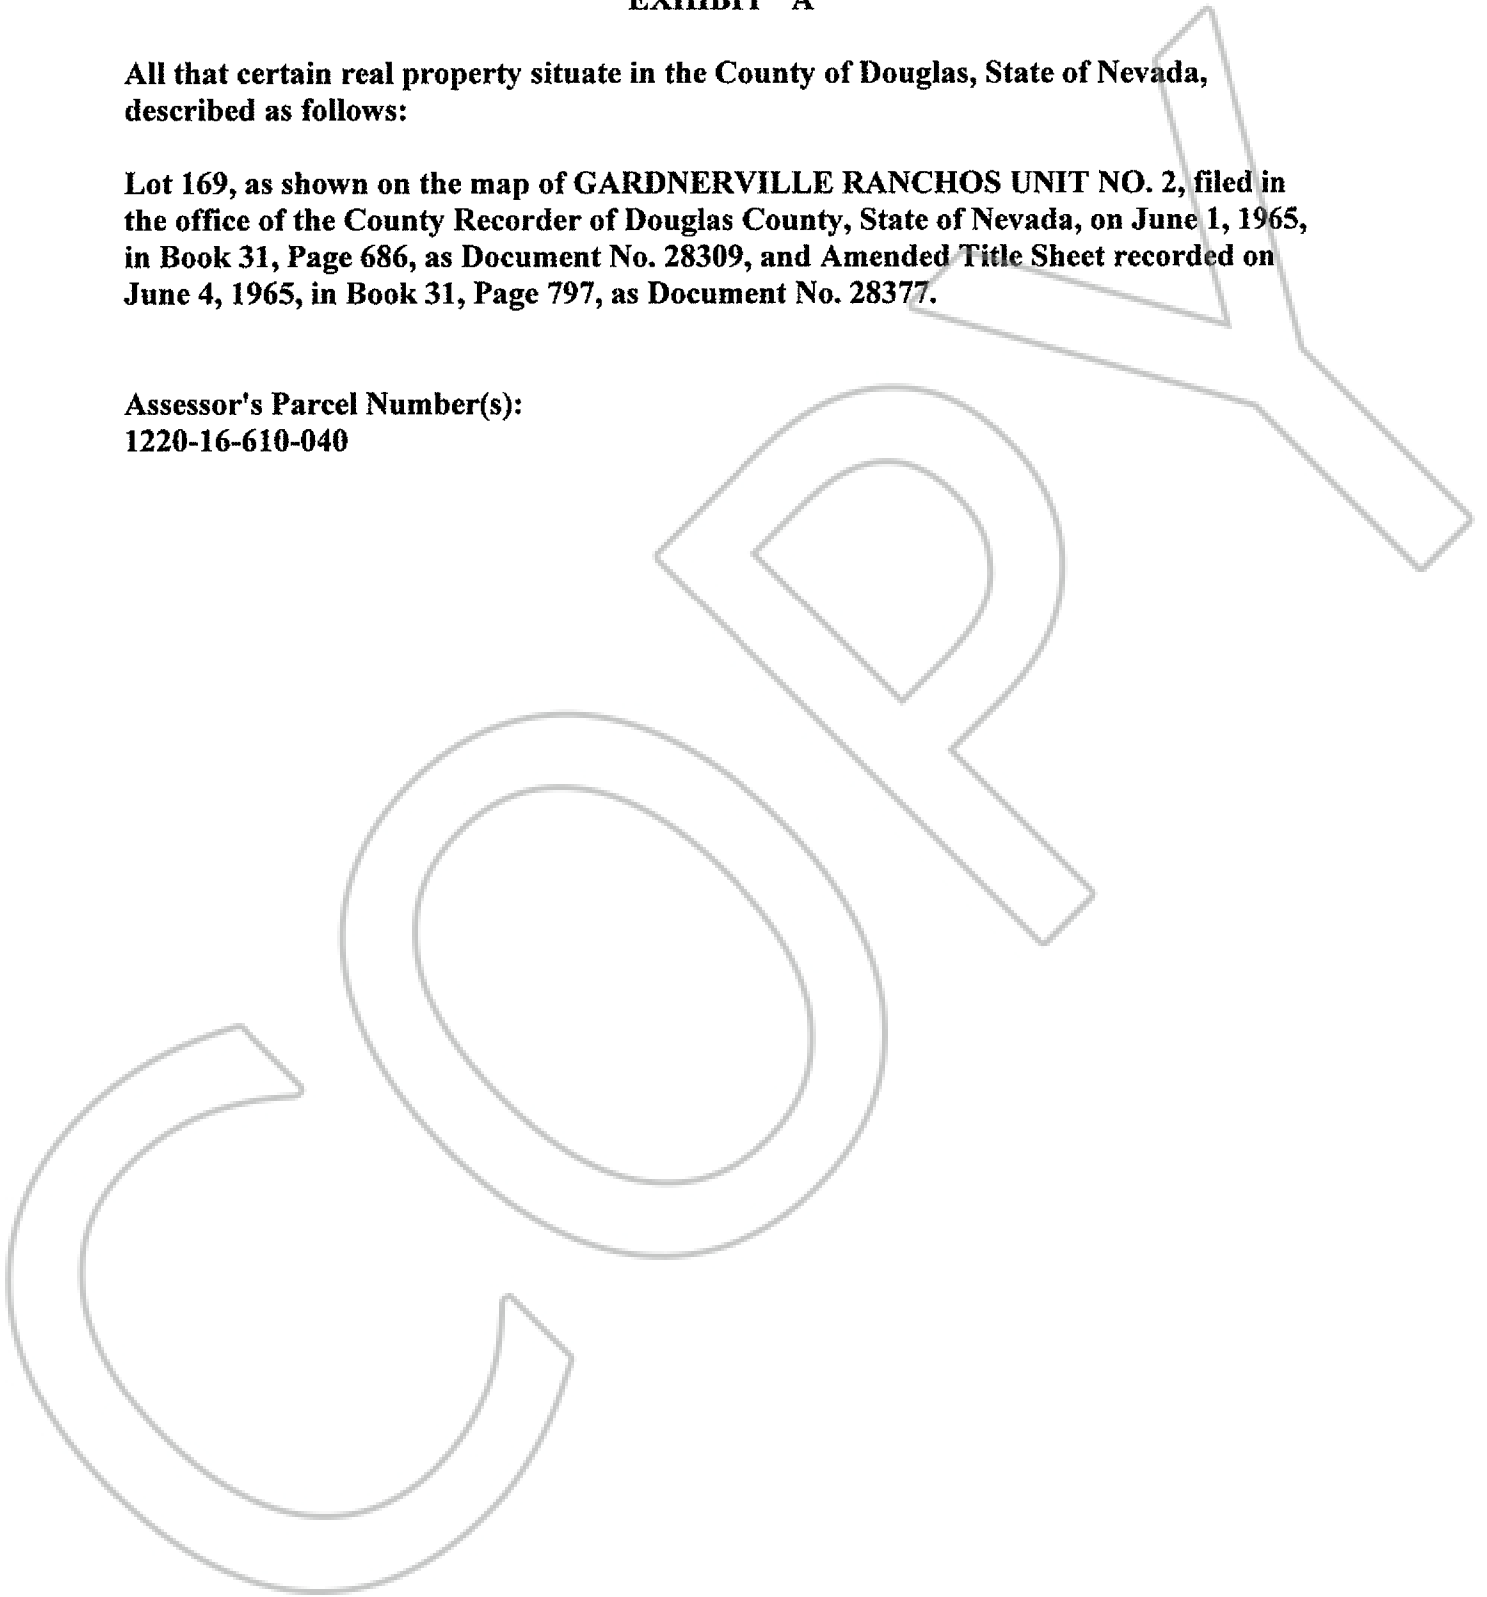 EXHIBIT "A"
All that certain real property situate in the County of Douglas, State of Nevada,
described as follows:
Lot 169, as shown on the map of GARDNERVILLE RANCHOS UNIT NO. 2, filed in
the office of the County Recorder of Douglas County, State of Nevada, on June 1, 1965,
in Book 31, Page 686, as Document No. 28309, and Amended Title Sheet recorded on
June 4, 1965, in Book 31, Page 797, as Document No. 28377.
Assessor's Parcel Number(s):
1220-16-610-040
COPY